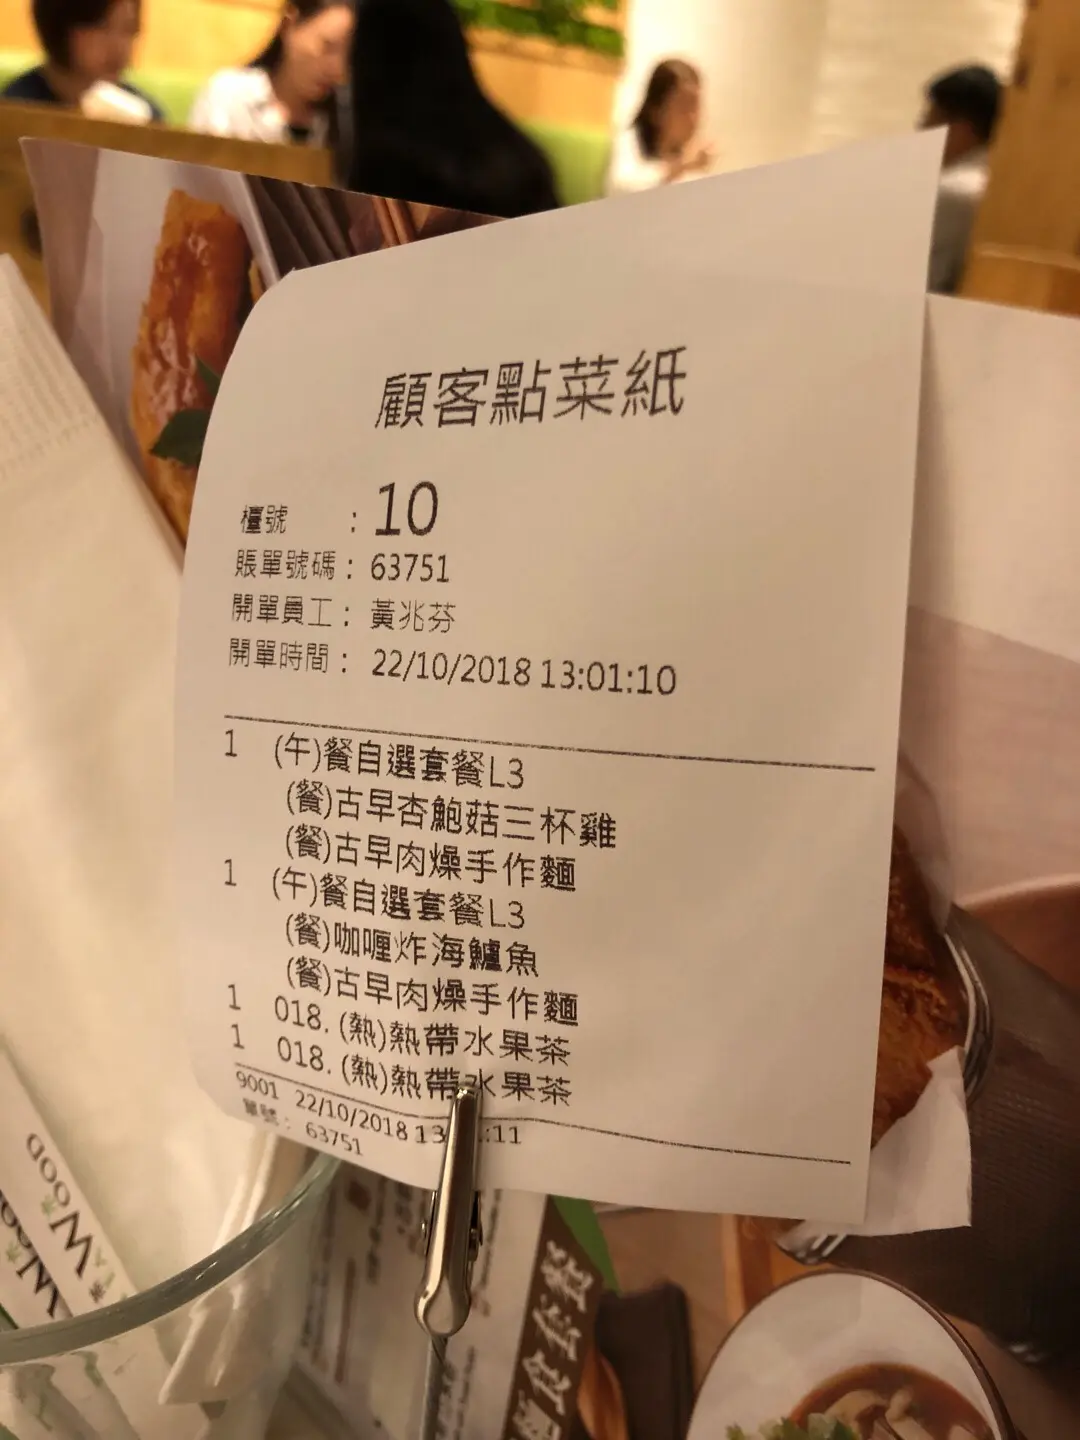 顧客點菜紙
檯號 : 10
賬單號碼 : 63751
開單員工 : 黃兆芬
開單時間 : 22/10/2018 13:01:10
1 (午)餐自選套餐L3
(餐)古早杏鮑菇三杯雞
(餐)古早肉燥手作麵
1 (午)餐自選套餐L3
(餐)咖喱炸海鱸魚
(餐)古早肉燥手作麵
1 018. (熱)熱帶水果茶
1 018. (熱)熱帶水果茶
9001 22/10/2018 13 :11
單號 : 63751
WOOD